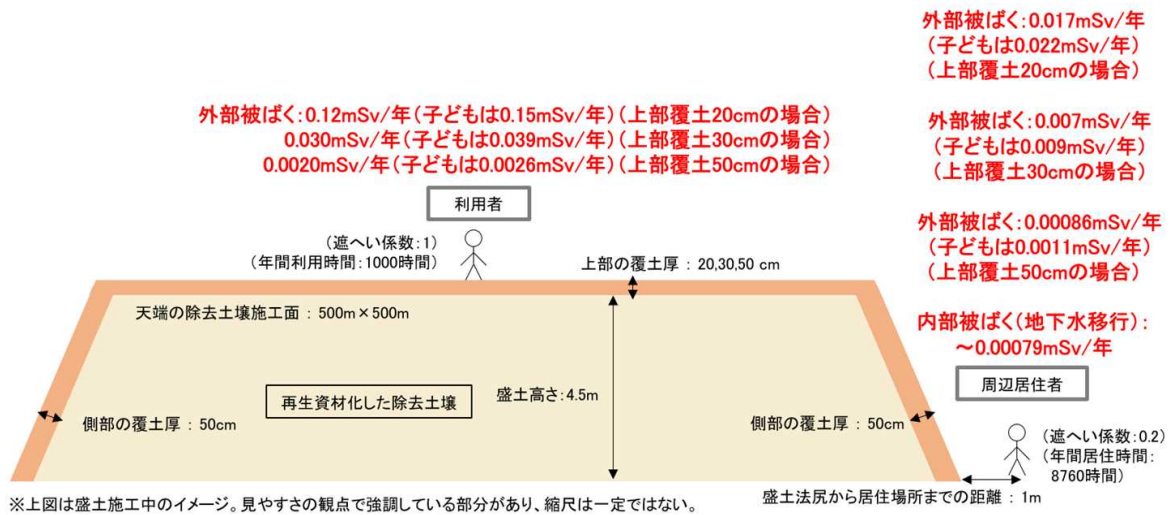 外部被ばく:0.017mSv/年
(子どもは0.022mSv/年)
(上部覆土20cmの場合)
外部被ばく:0.12mSv/年(子どもは0.15mSv/年)(上部覆土20cmの場合)
0.030mSv/年(子どもは0.039mSv/年)(上部覆土30cmの場合)
0.0020mSv/年(子どもは0.0026mSv/年)(上部覆土50cmの場合)
外部被ばく:0.007mSv/年
(子どもは0.009mSv/年)
(上部覆土30cmの場合)
利用者
(遮へい係数:1)
(年間利用時間:1000時間)
上部の覆土厚 : 20,30,50 cm
外部被ばく:0.00086mSv/年
(子どもは0.0011mSv/年)
(上部覆土50cmの場合)
天端の除去土壌施工面 : 500m×500m
内部被ばく(地下水移行):
~0.00079mSv/年
周辺居住者
再生資材化した除去土壌
盛土高さ:4.5m
側部の覆土厚 : 50cm
側部の覆土厚 : 50cm
(遮へい係数:0.2)
(年間居住時間:
8760時間)
盛土法尻から居住場所までの距離 : 1m
※上図は盛土施工中のイメージ。見やすさの観点で強調している部分があり、縮尺は一定ではない。